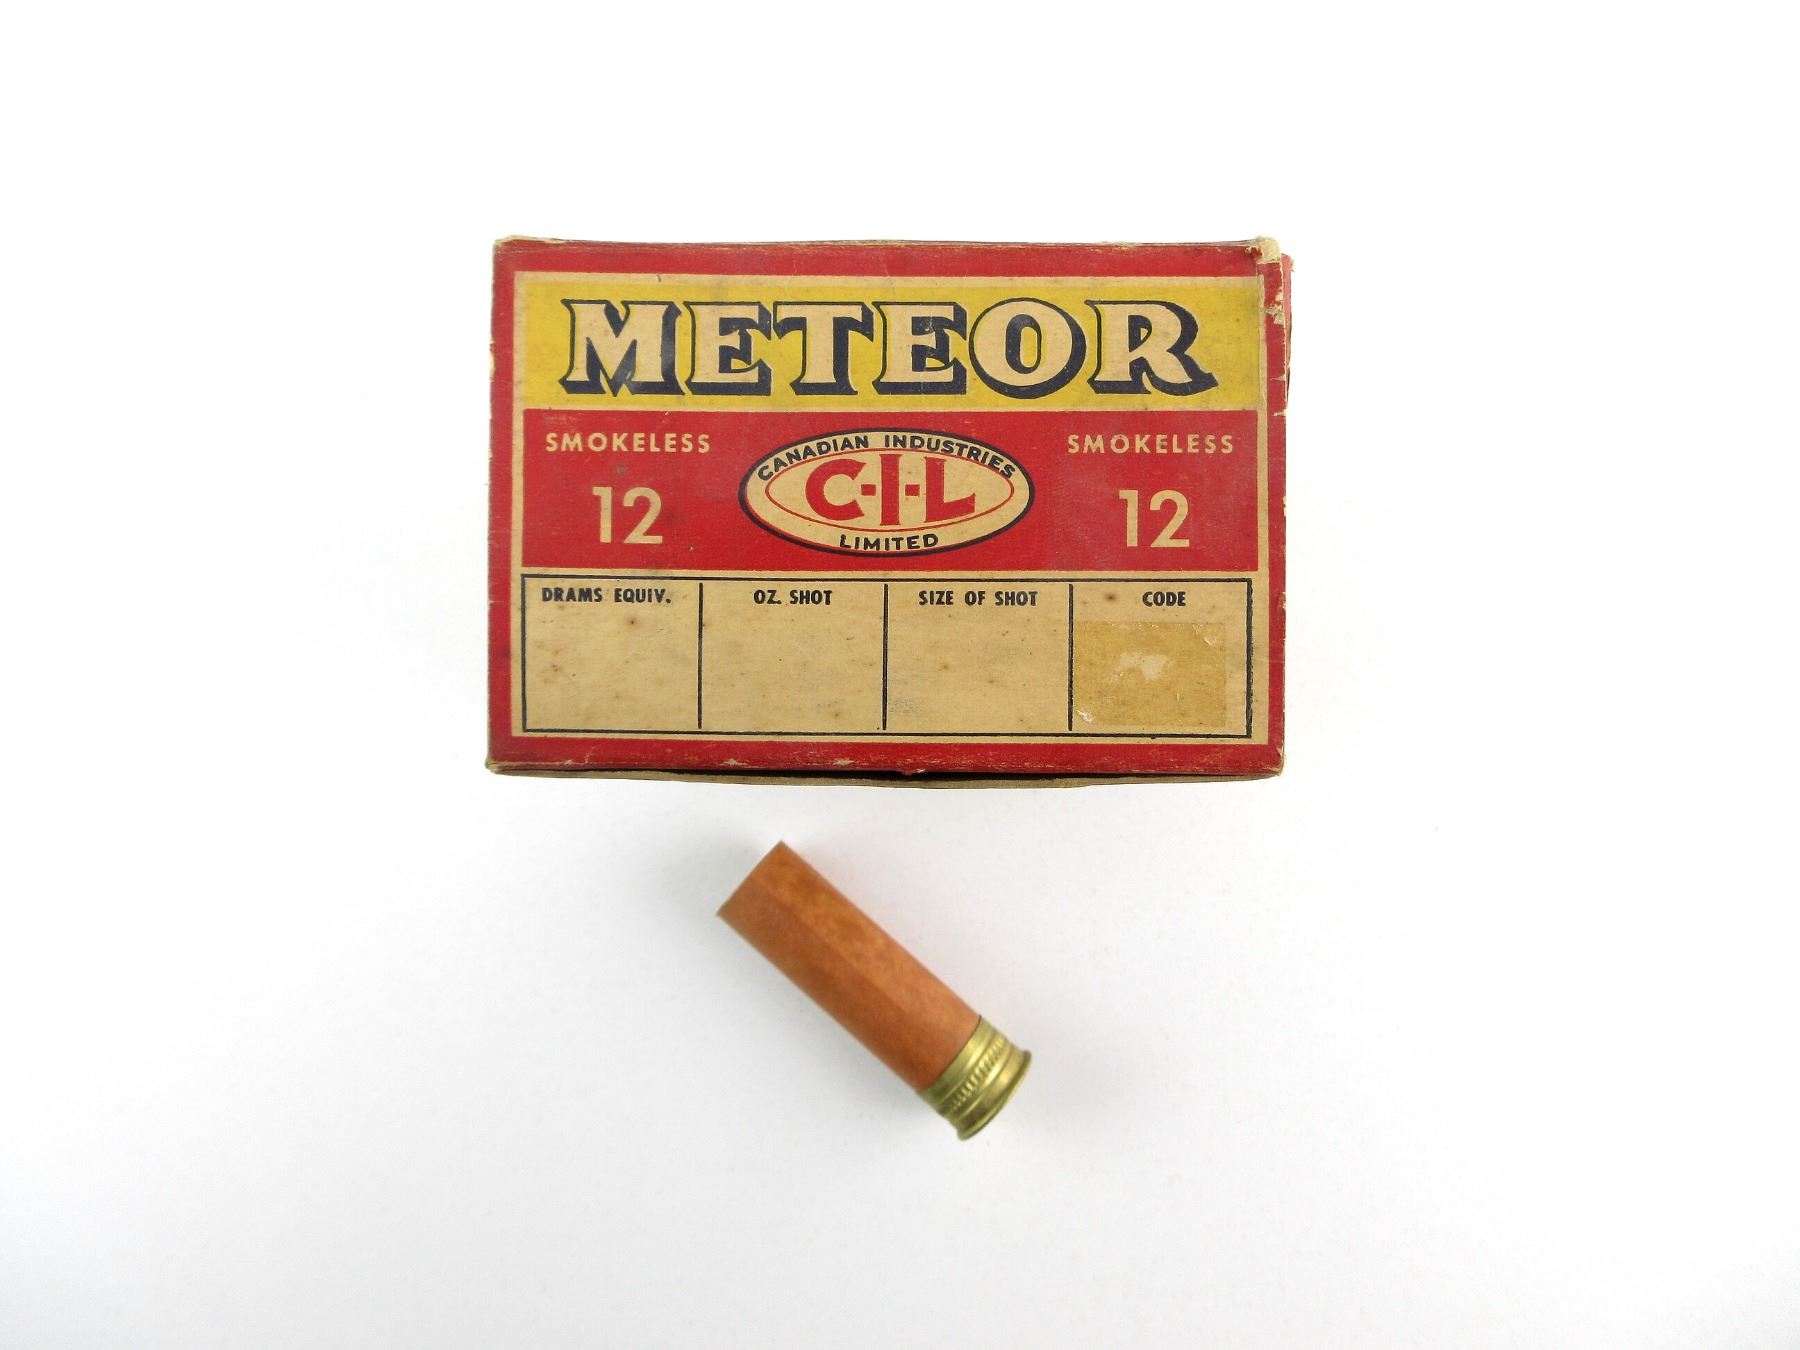 METEOR
SMOKELESS
12
CANADIAN INDUSTRIES
C-I-L
LIMITED
SMOKELESS
12
DRAMS EQUIV. OZ. SHOT SIZE OF SHOT CODE